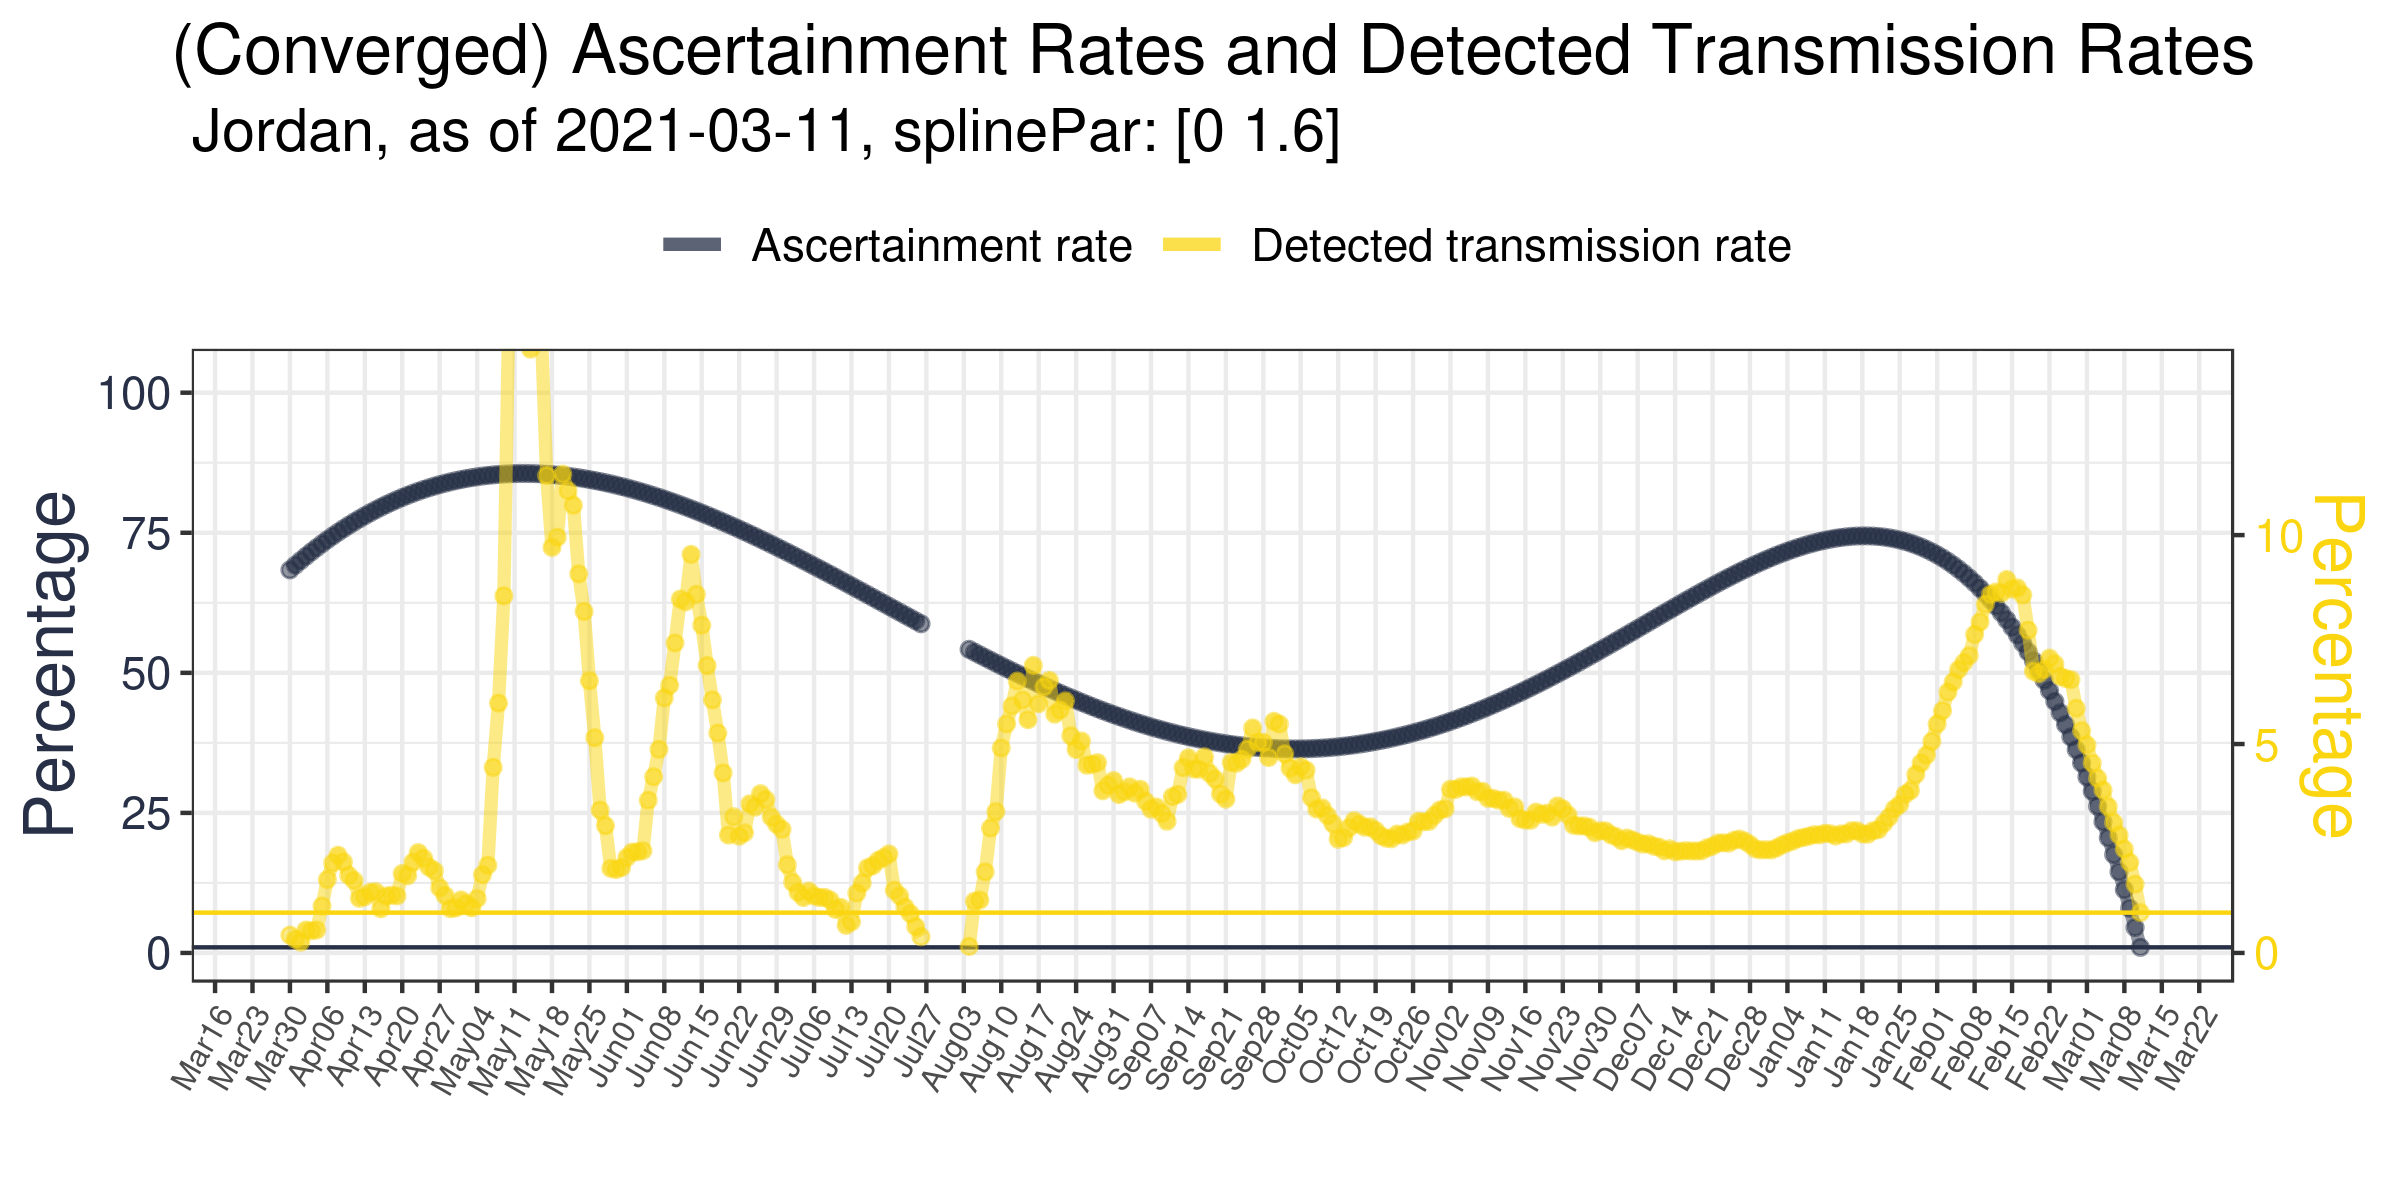 (Converged) Ascertainment Rates and Detected Transmission Rates
Jordan, as of 2021-03-11, splinePar: [0 1.6]
Ascertainment rate Detected transmission rate
Percentage
100
75
50
25
0
10
5
0
Percentage
Mar16 Mar23 Mar30 Apr06 Apr13 Apr20 Apr27 May04 May11 May18 May25 Jun01 Jun08 Jun15 Jun22 Jun29 Jul06 Jul13 Jul20 Jul27 Aug03 Aug10 Aug17 Aug24 Aug31 Sep07 Sep14 Sep21 Sep28 Oct05 Oct12 Oct19 Oct26 Nov02 Nov09 Nov16 Nov23 Nov30 Dec07 Dec14 Dec21 Dec28 Jan04 Jan11 Jan18 Jan25 Feb01 Feb08 Feb15 Feb22 Mar01 Mar08 Mar15 Mar22